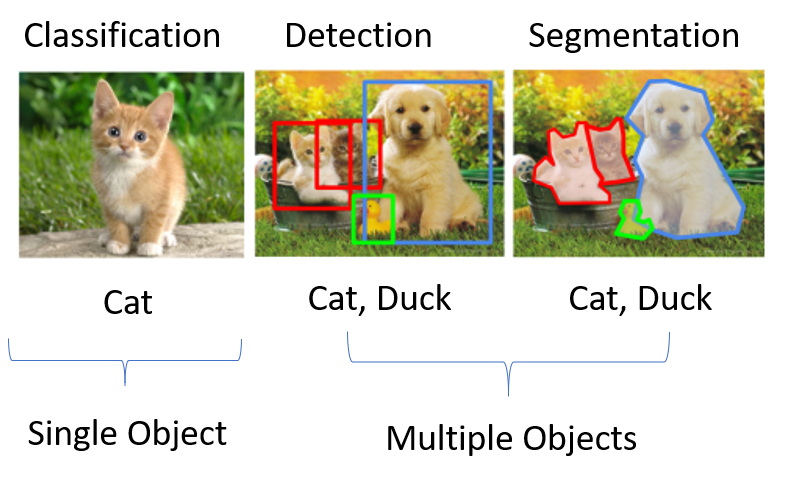 Classification
Detection
Segmentation
Cat
Cat, Duck
Cat, Duck
Single Object
Multiple Objects